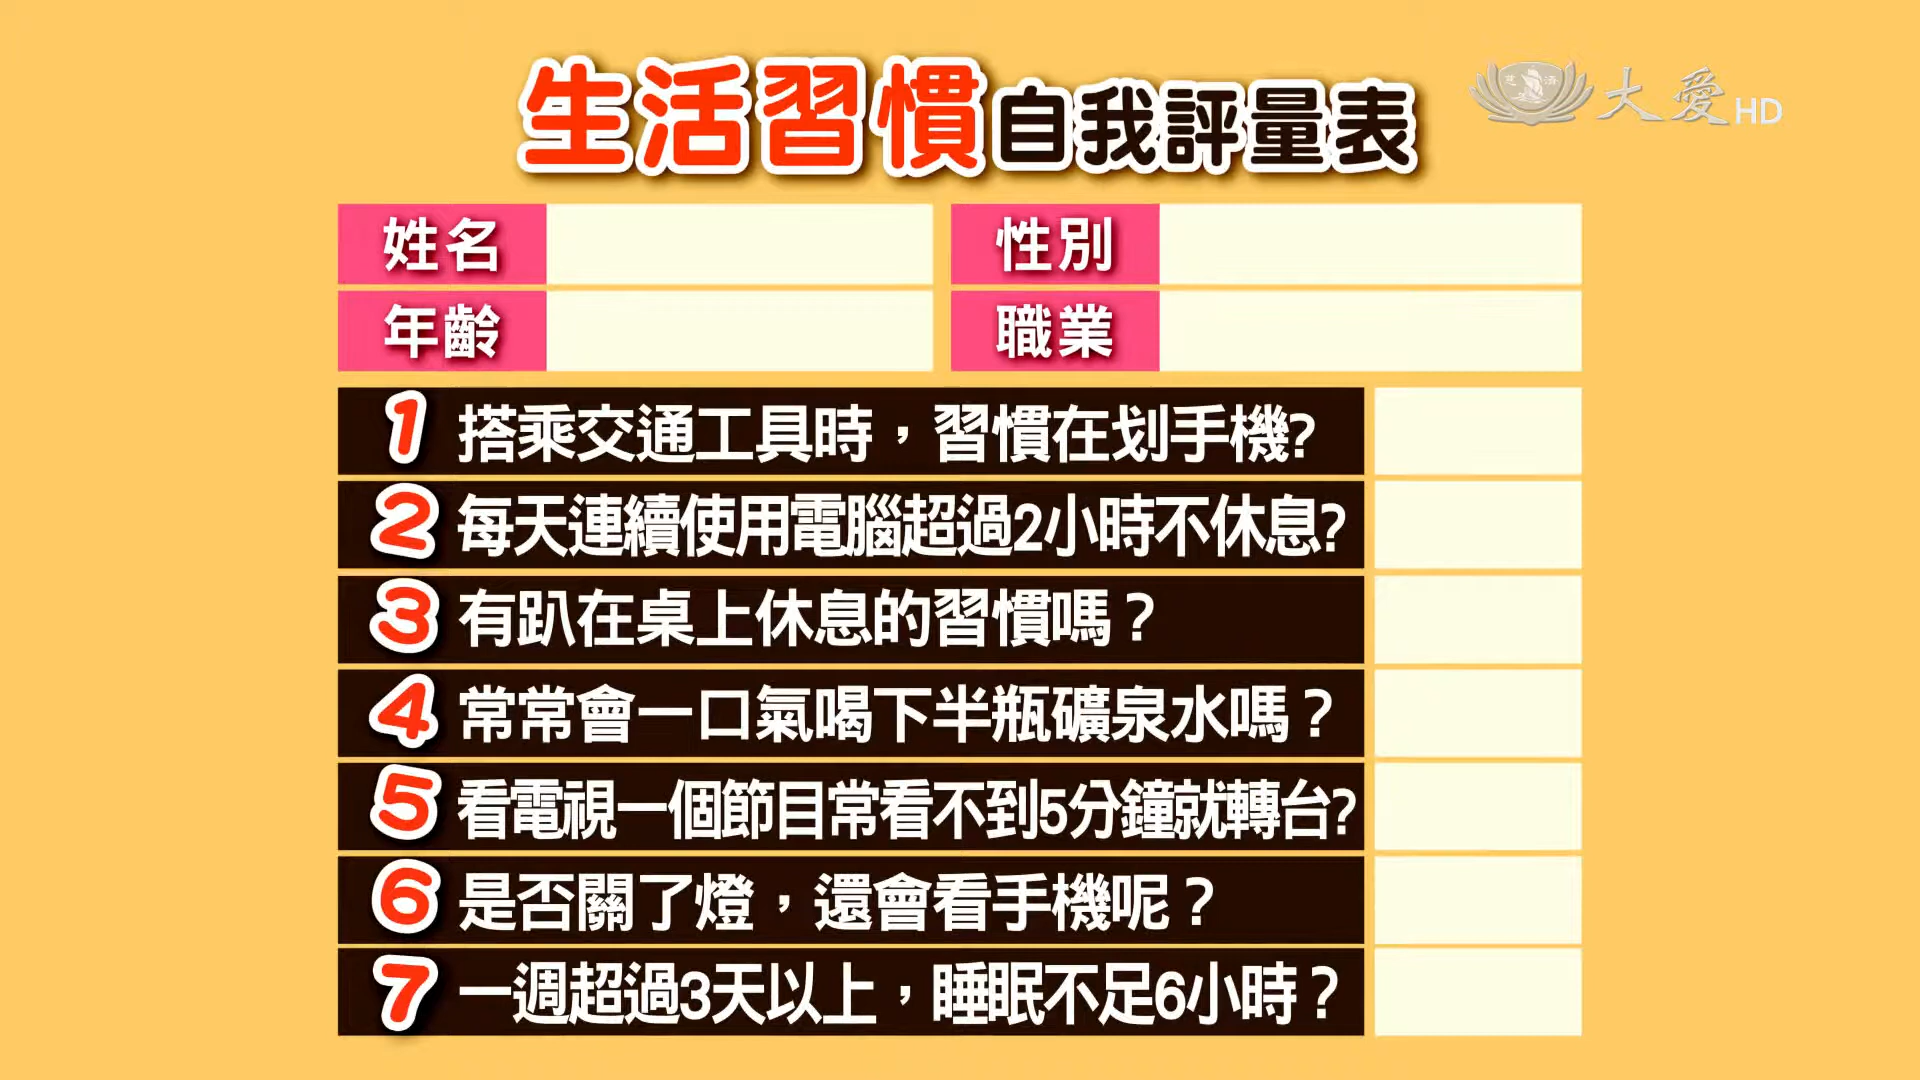 生活習慣自我評量表
大愛HD
慈濟
姓名
性別
年齡
職業
1 搭乘交通工具時，習慣在划手機?
2 每天連續使用電腦超過2小時不休息?
3 有趴在桌上休息的習慣嗎？
4 常常會一口氣喝下半瓶礦泉水嗎？
5 看電視一個節目常看不到5分鐘就轉台?
6 是否關了燈，還會看手機呢？
7 一週超過3天以上，睡眠不足6小時？